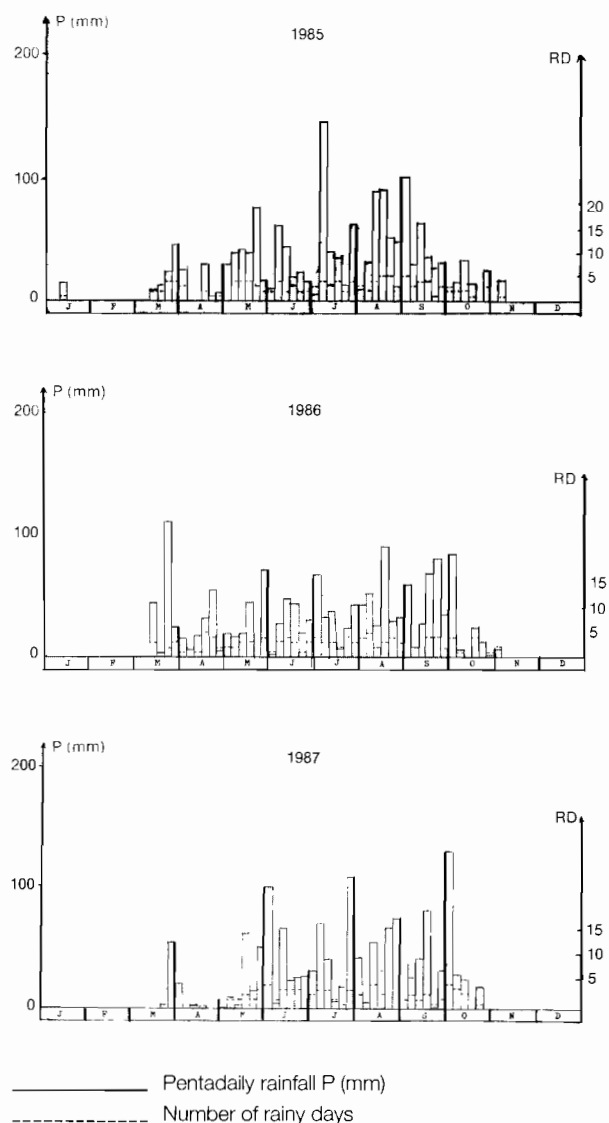 P (mm)
1985
200
RD
100
20
15
10
5
0
J F M A M J J A S O N D
P (mm)
1986
200
RD
100
15
10
5
0
J F M A M J J A S O N D
P (mm)
1987
200
RD
100
15
10
5
0
J F M A M J J A S O N D
Pentadaily rainfall P (mm)
Number of rainy days